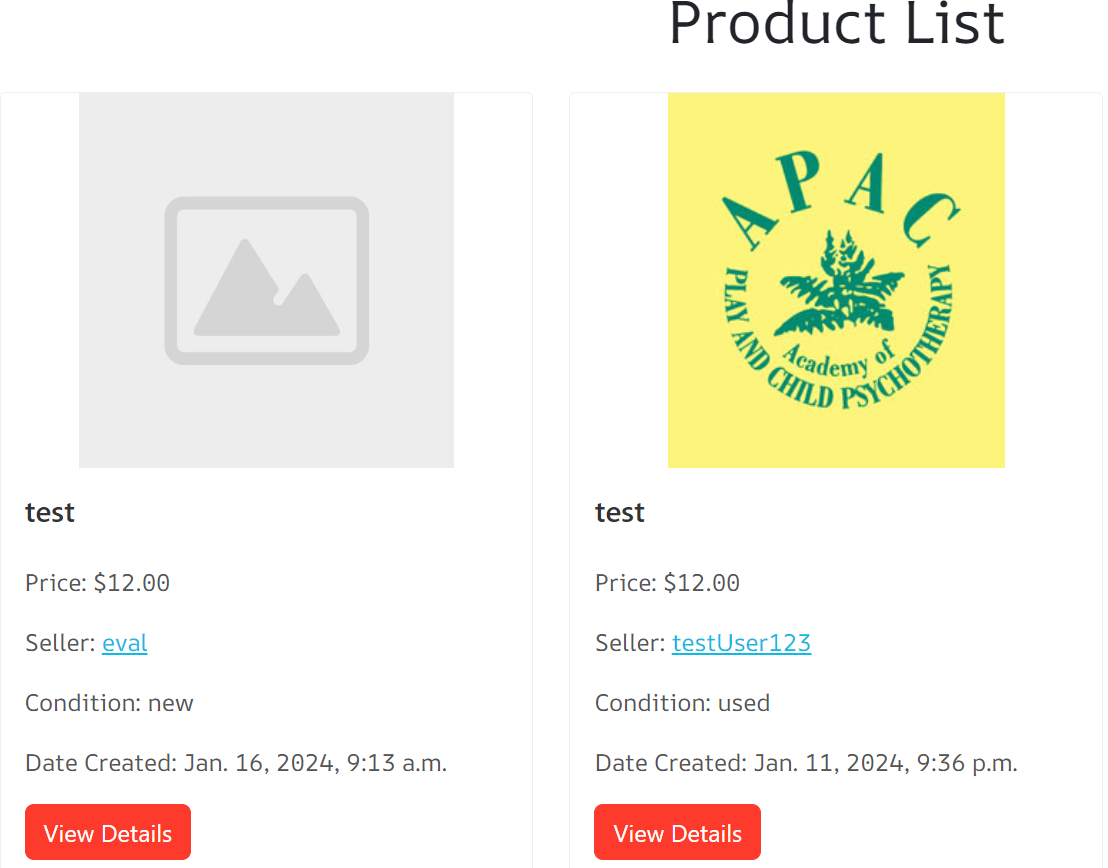 Product List
test
Price: $12.00
Seller: eval
Condition: new
Date Created: Jan. 16, 2024, 9:13 a.m.
View Details
APAC
Academy of
PLAY AND CHILD PSYCHOTHERAPY
test
Price: $12.00
Seller: testUser123
Condition: used
Date Created: Jan. 11, 2024, 9:36 p.m.
View Details